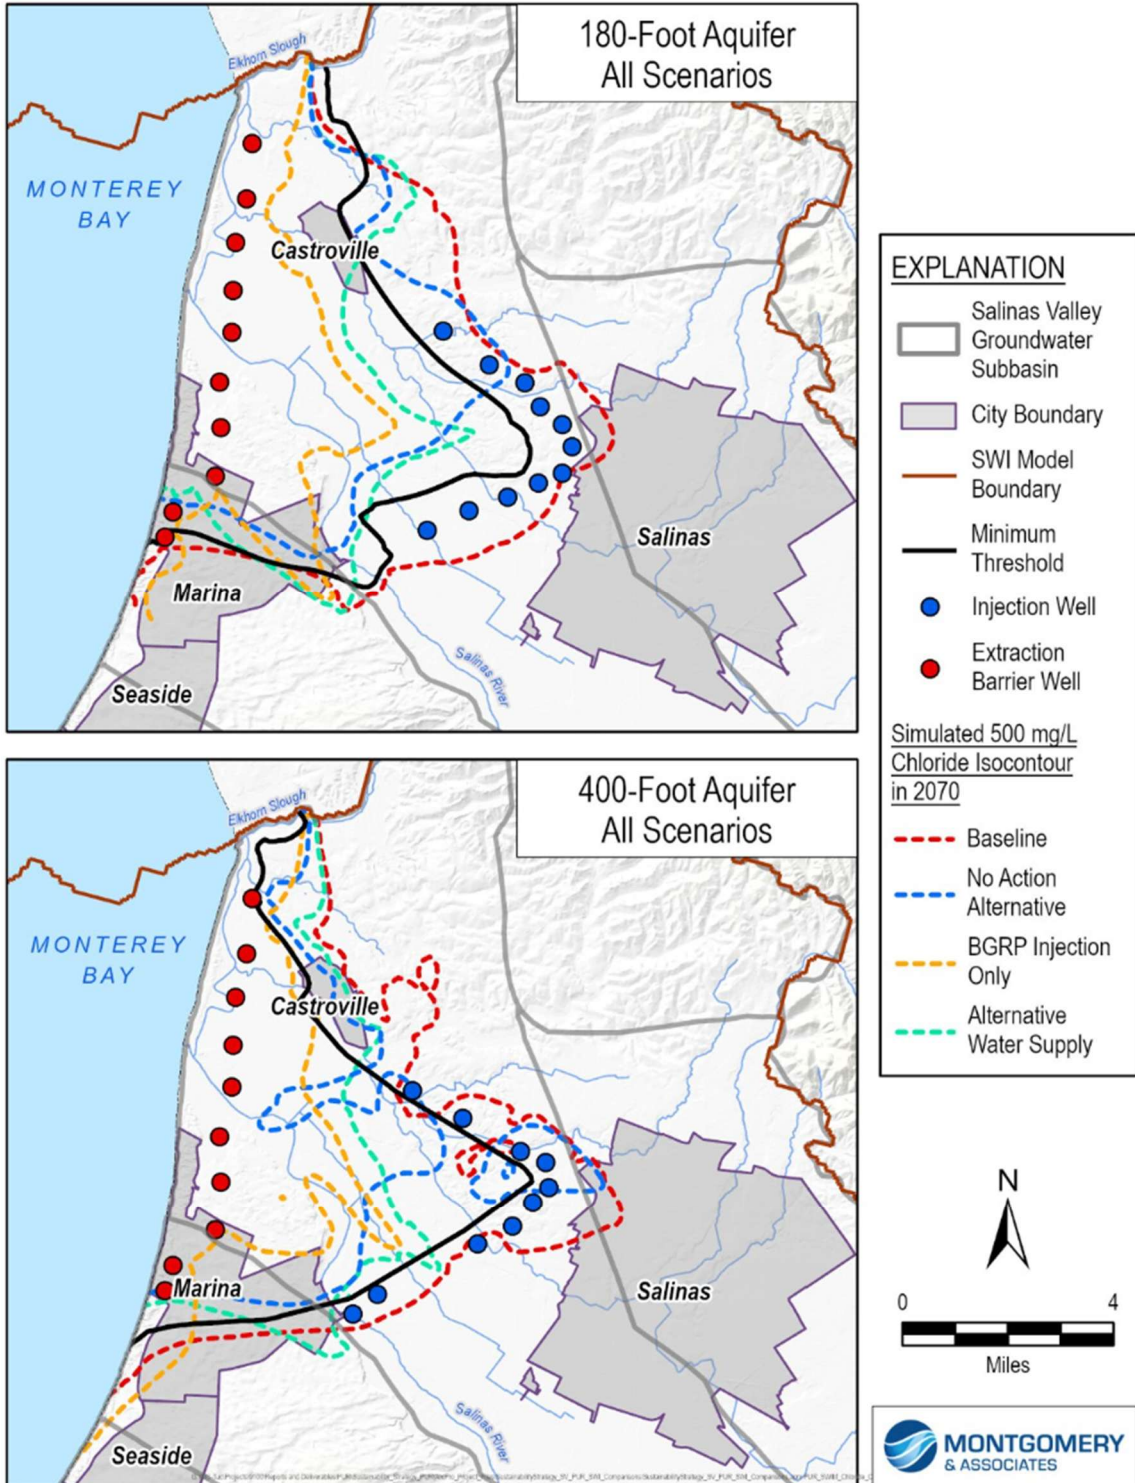 180-Foot Aquifer
All Scenarios
Elkhorn Slough
MONTEREY
BAY
Castroville
Salinas
Marina
Seaside
Salinas River
400-Foot Aquifer
All Scenarios
Elkhorn Slough
MONTEREY
BAY
Castroville
Marina
Salinas
Salinas River
Seaside
EXPLANATION
Salinas Valley
Groundwater
Subbasin
City Boundary
SWI Model
Boundary
Minimum
Threshold
Injection Well
Extraction
Barrier Well
Simulated 500 mg/L
Chloride Isocontour
in 2070
Baseline
No Action
Alternative
BGRP Injection
Only
Alternative
Water Supply
N
0 4
Miles
MONTGOMERY
& ASSOCIATES